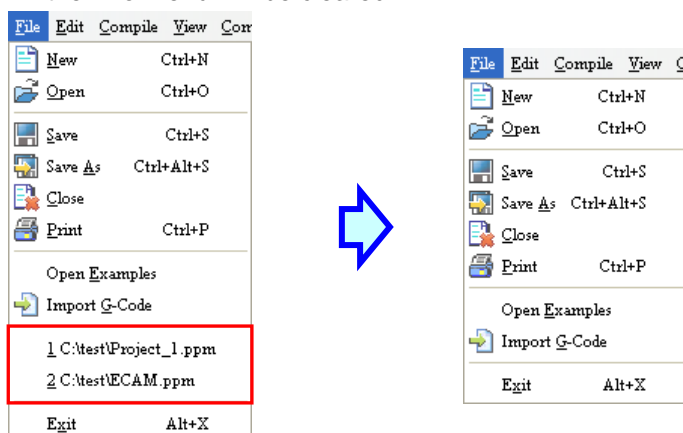 File Edit Compile View Com
New Ctrl+N
Open Ctrl+O
Save Ctrl+S
Save As Ctrl+Alt+S
Close
Print Ctrl+P
Open Examples
Import G-Code
1 C:\test\Project_1.ppm
2 C:\test\ECAM.ppm
Exit Alt+X
File Edit Compile View
New Ctrl+N
Open Ctrl+O
Save Ctrl+S
Save As Ctrl+Alt+S
Close
Print Ctrl+P
Open Examples
Import G-Code
Exit Alt+X